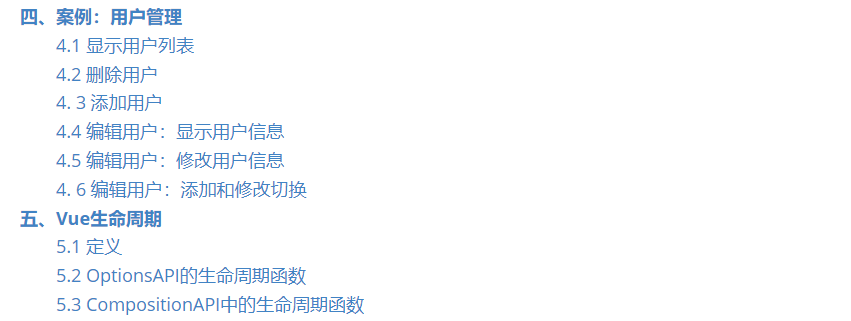 四、案例：用户管理
4.1 显示用户列表
4.2 删除用户
4. 3 添加用户
4.4 编辑用户：显示用户信息
4.5 编辑用户：修改用户信息
4. 6 编辑用户：添加和修改切换
五、Vue生命周期
5.1 定义
5.2 OptionsAPI的生命周期函数
5.3 CompositionAPI中的生命周期函数